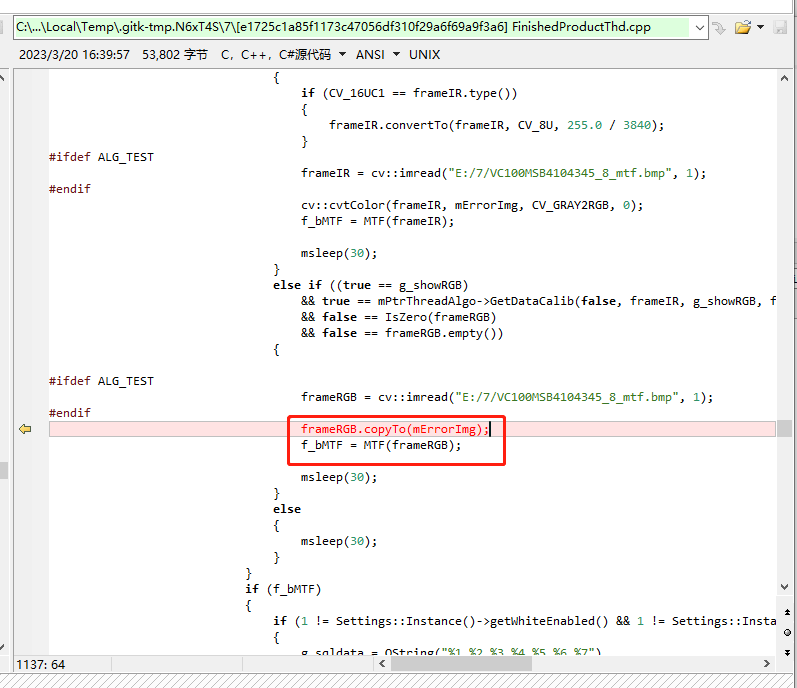 C:\...\Local\Temp\.gitk-tmp.N6xT4S\7\[e1725c1a85f1173c47056df310f29a6f69a9f3a6] FinishedProductThd.cpp
2023/3/20 16:39:57 53,802 字节 C，C++，C#源代码 ANSI UNIX
{
if (CV_16UC1 == frameIR.type())
{
frameIR.convertTo(frameIR, CV_8U, 255.0 / 3840);
}
#ifdef ALG_TEST
frameIR = cv::imread("E:/7/VC100MSB4104345_8_mtf.bmp", 1);
#endif
cv::cvtColor(frameIR, mErrorImg, CV_GRAY2RGB, 0);
f_bMTF = MTF(frameIR);
msleep(30);
}
else if ((true == g_showRGB)
&& true == mPtrThreadAlgo->GetDataCalib(false, frameIR, g_showRGB, f
&& false == IsZero(frameRGB)
&& false == frameRGB.empty())
{
#ifdef ALG_TEST
frameRGB = cv::imread("E:/7/VC100MSB4104345_8_mtf.bmp", 1);
#endif
frameRGB.copyTo(mErrorImg);
f_bMTF = MTF(frameRGB);
msleep(30);
}
else
{
msleep(30);
}
}
if (f_bMTF)
{
if (1 != Settings::Instance()->getWhiteEnabled() && 1 != Settings::Insta
{
g_sqldata = QString("%1,%2,%3,%4,%5,%6,%7")
1137: 64